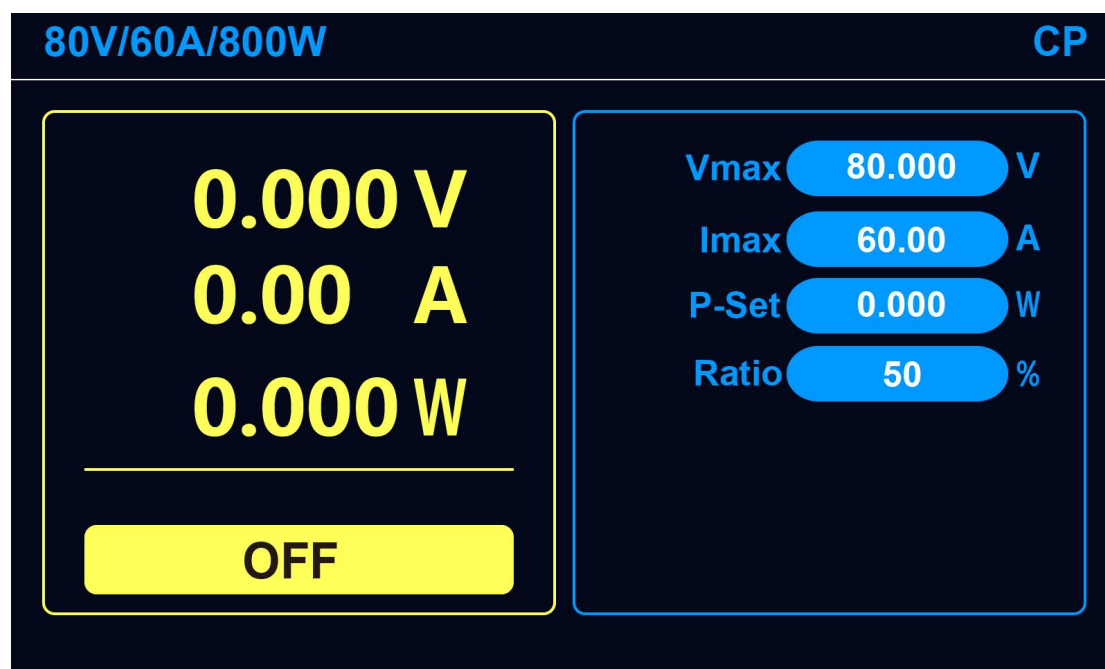 80V/60A/800W CP
0.000 V
0.00 A
0.000 W
OFF
Vmax 80.000 V
Imax 60.00 A
P-Set 0.000 W
Ratio 50 %